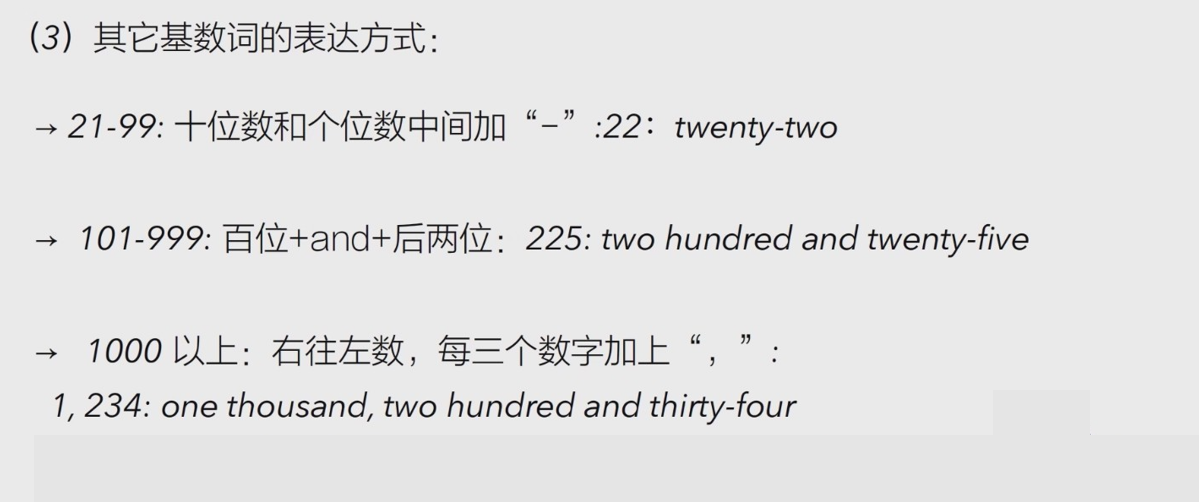 (3) 其它基数词的表达方式：
→ 21-99: 十位数和个位数中间加“-”:22：twenty-two
→ 101-999: 百位+and+后两位：225: two hundred and twenty-five
→ 1000 以上：右往左数，每三个数字加上“，”:
1, 234: one thousand, two hundred and thirty-four